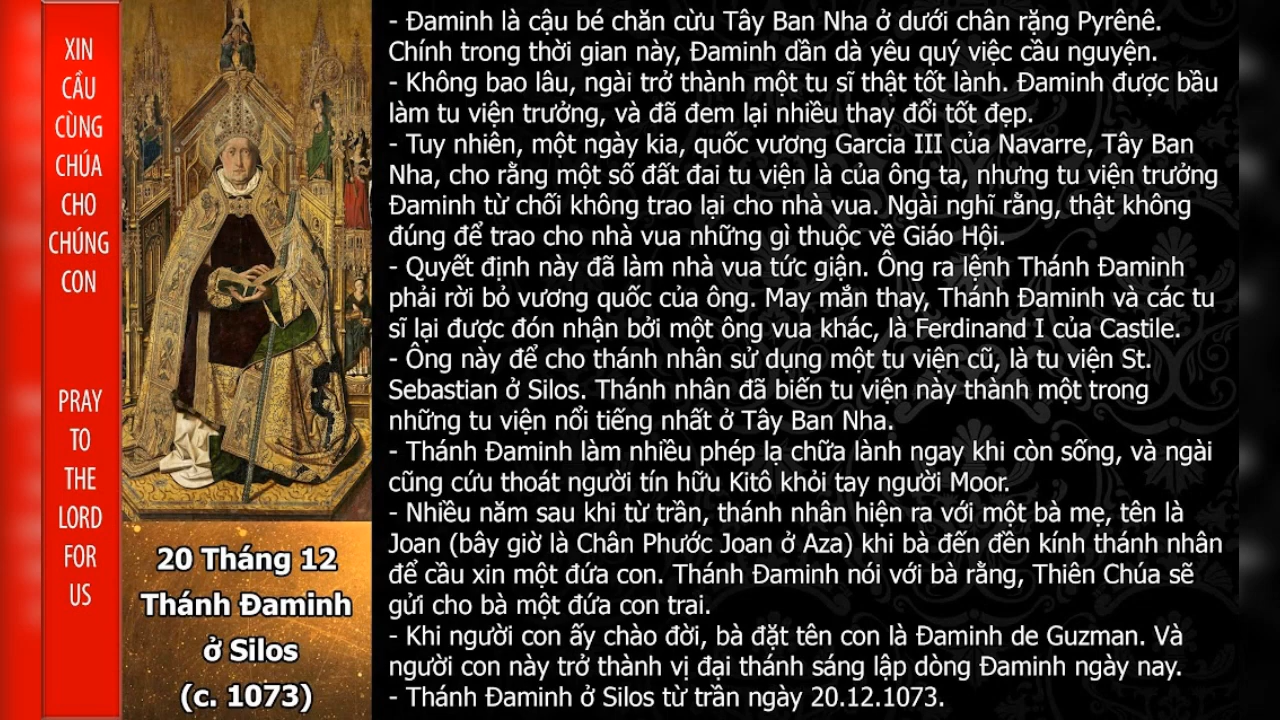 XIN
CẦU
CÙNG
CHÚA
CHO
CHÚNG
CON
PRAY
TO
THE
LORD
FOR
US
20 Tháng 12
Thánh Đaminh
ở Silos
(c. 1073)
- Đaminh là cậu bé chăn cừu Tây Ban Nha ở dưới chân rặng Pyrênê.
Chính trong thời gian này, Đaminh dần dà yêu quý việc cầu nguyện.
- Không bao lâu, ngài trở thành một tu sĩ thật tốt lành. Đaminh được bầu
làm tu viện trưởng, và đã đem lại nhiều thay đổi tốt đẹp.
- Tuy nhiên, một ngày kia, quốc vương Garcia III của Navarre, Tây Ban
Nha, cho rằng một số đất đai tu viện là của ông ta, nhưng tu viện trưởng
Đaminh từ chối không trao lại cho nhà vua. Ngài nghĩ rằng, thật không
đúng để trao cho nhà vua những gì thuộc về Giáo Hội.
- Quyết định này đã làm nhà vua tức giận. Ông ra lệnh Thánh Đaminh
phải rời bỏ vương quốc của ông. May mắn thay, Thánh Đaminh và các tu
sĩ lại được đón nhận bởi một ông vua khác, là Ferdinand I của Castile.
- Ông này để cho thánh nhân sử dụng một tu viện cũ, là tu viện St.
Sebastian ở Silos. Thánh nhân đã biến tu viện này thành một trong
những tu viện nổi tiếng nhất ở Tây Ban Nha.
- Thánh Đaminh làm nhiều phép lạ chữa lành ngay khi còn sống, và ngài
cũng cứu thoát người tín hữu Kitô khỏi tay người Moor.
- Nhiều năm sau khi từ trần, thánh nhân hiện ra với một bà mẹ, tên là
Joan (bây giờ là Chân Phước Joan ở Aza) khi bà đến đền kính thánh nhân
để cầu xin một đứa con. Thánh Đaminh nói với bà rằng, Thiên Chúa sẽ
gửi cho bà một đứa con trai.
- Khi người con ấy chào đời, bà đặt tên con là Đaminh de Guzman. Và
người con này trở thành vị đại thánh sáng lập dòng Đaminh ngày nay.
- Thánh Đaminh ở Silos từ trần ngày 20.12.1073.